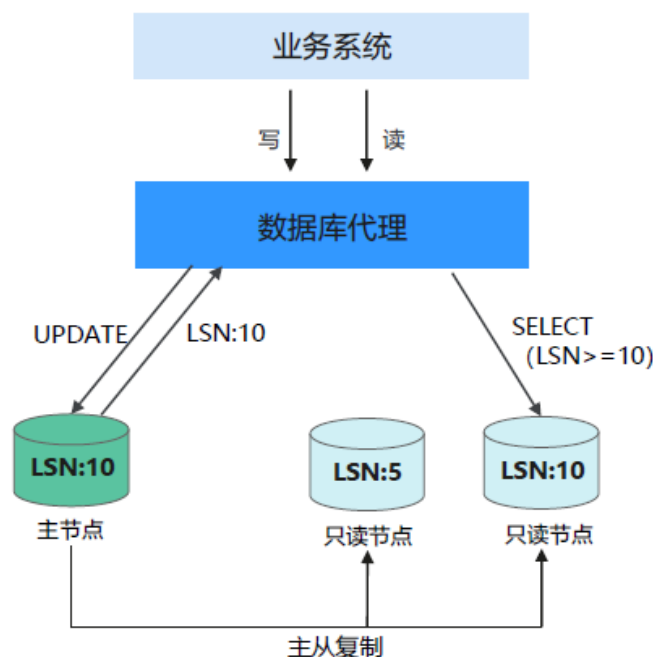 业务系统
写
读
数据库代理
UPDATE
LSN:10
SELECT
(LSN>=10)
LSN:10
LSN:5
LSN:10
主节点
只读节点
只读节点
主从复制